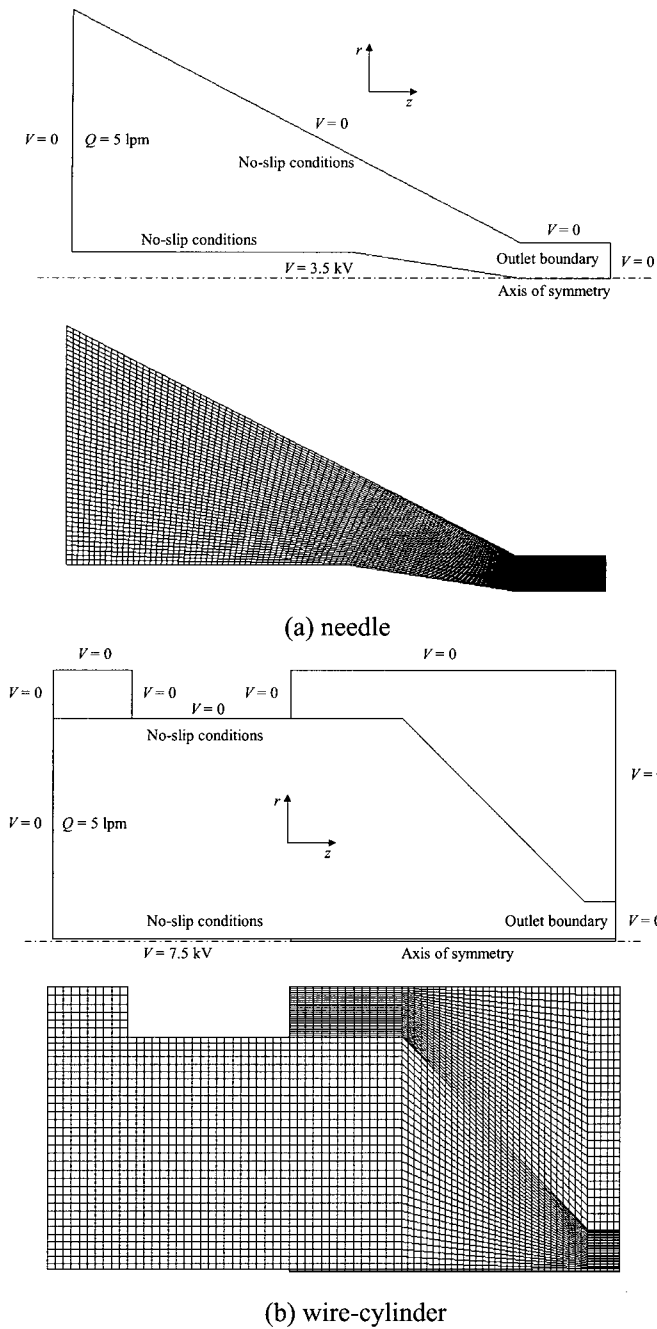 r
z
V = 0
V = 0
Q = 5 lpm
No-slip conditions
V = 0
No-slip conditions
Outlet boundary
V = 0
V = 3.5 kV
Axis of symmetry
(a) needle
V = 0
V = 0
V = 0
V = 0
V = 0
V = 0
No-slip conditions
V =
r
z
V = 0
Q = 5 lpm
No-slip conditions
Outlet boundary
V = 0
V = 7.5 kV
Axis of symmetry
(b) wire-cylinder